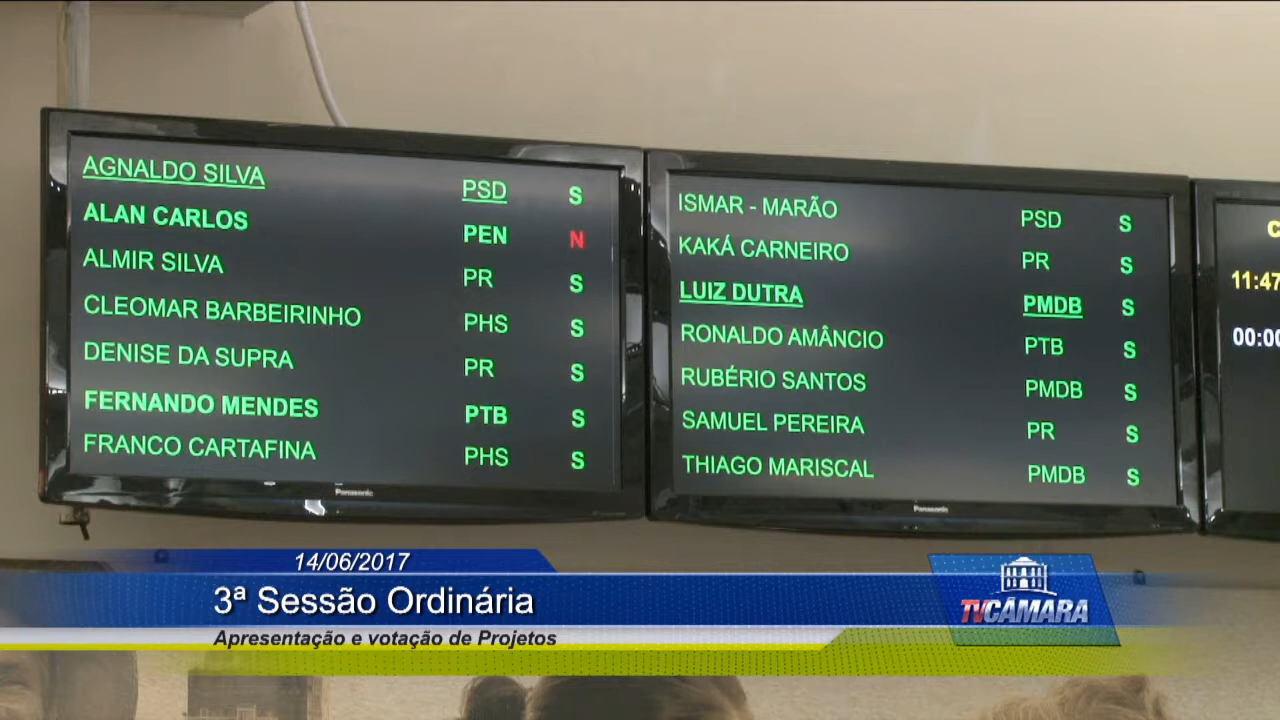 AGNALDO SILVA PSD S
ALAN CARLOS PEN N
ALMIR SILVA PR S
CLEOMAR BARBEIRINHO PHS S
DENISE DA SUPRA PR S
FERNANDO MENDES PTB S
FRANCO CARTAFINA PHS S
Panasonic
ISMAR - MARÃO PSD S
KAKÁ CARNEIRO PR S
LUIZ DUTRA PMDB S
RONALDO AMÂNCIO PTB S
RUBÉRIO SANTOS PMDB S
SAMUEL PEREIRA PR S
THIAGO MARISCAL PMDB S
Panasonic
11:47
14/06/2017
3ª Sessão Ordinária
Apresentação e votação de Projetos
TVCÂMARA